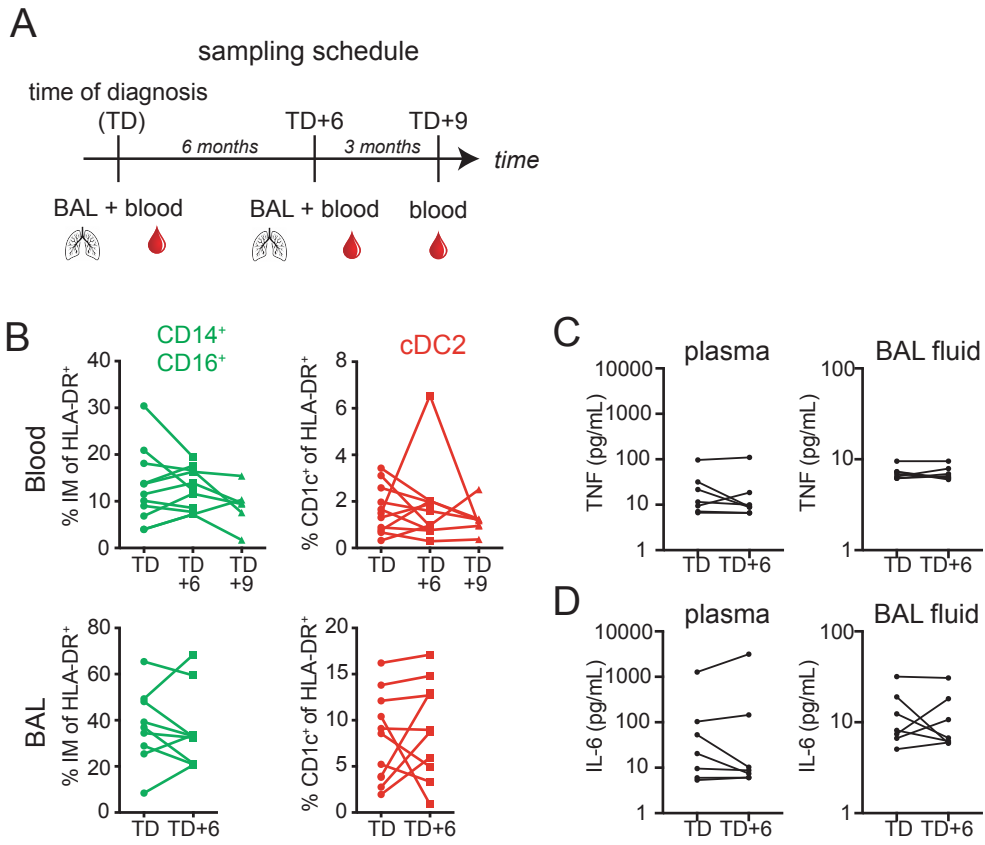 A
sampling schedule
time of diagnosis
(TD)
TD+6
TD+9
6 months
3 months
time
BAL + blood
BAL + blood
blood
B
CD14⁺
CD16⁺
cDC2
Blood
% IM of HLA-DR⁺
40
30
20
10
0
TD
TD
+6
TD
+9
% CD1c⁺ of HLA-DR⁺
8
6
4
2
0
TD
TD
+6
TD
+9
BAL
% IM of HLA-DR⁺
80
60
40
20
0
TD
TD+6
% CD1c⁺ of HLA-DR⁺
20
15
10
5
0
TD
TD+6
C
plasma
TNF (pg/mL)
10000
1000
100
10
1
TD
TD+6
BAL fluid
TNF (pg/mL)
100
10
1
TD
TD+6
D
plasma
IL-6 (pg/mL)
10000
1000
100
10
1
TD
TD+6
BAL fluid
IL-6 (pg/mL)
100
10
1
TD
TD+6